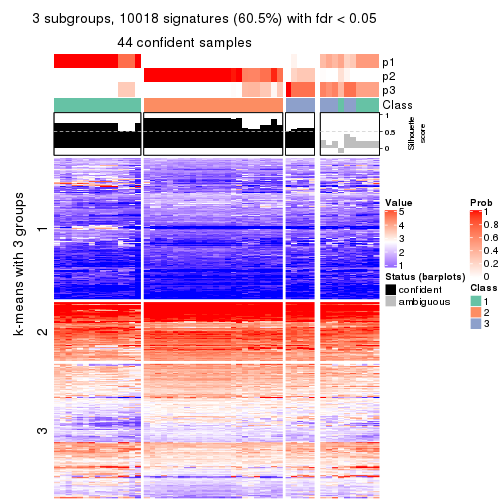 3 subgroups, 10018 signatures (60.5%) with fdr < 0.05
44 confident samples
p1
p2
p3
Class
1
0.5
0
Silhouette
score
k-means with 3 groups
1
2
3
Value
5
4
3
2
1
Status (barplots)
confident
ambiguous
Prob
1
0.8
0.6
0.4
0.2
0
Class
1
2
3